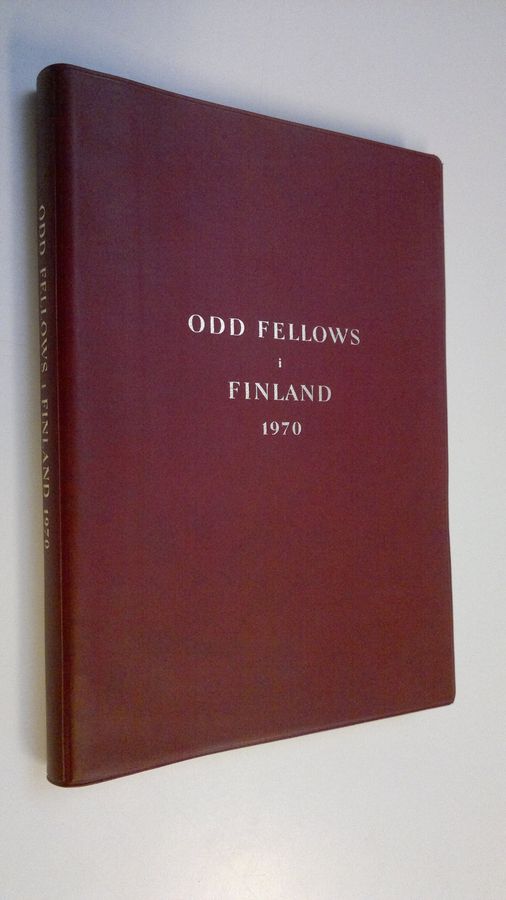 ODD FELLOWS
i
FINLAND
1970
ODD FELLOWS I FINLAND 1970